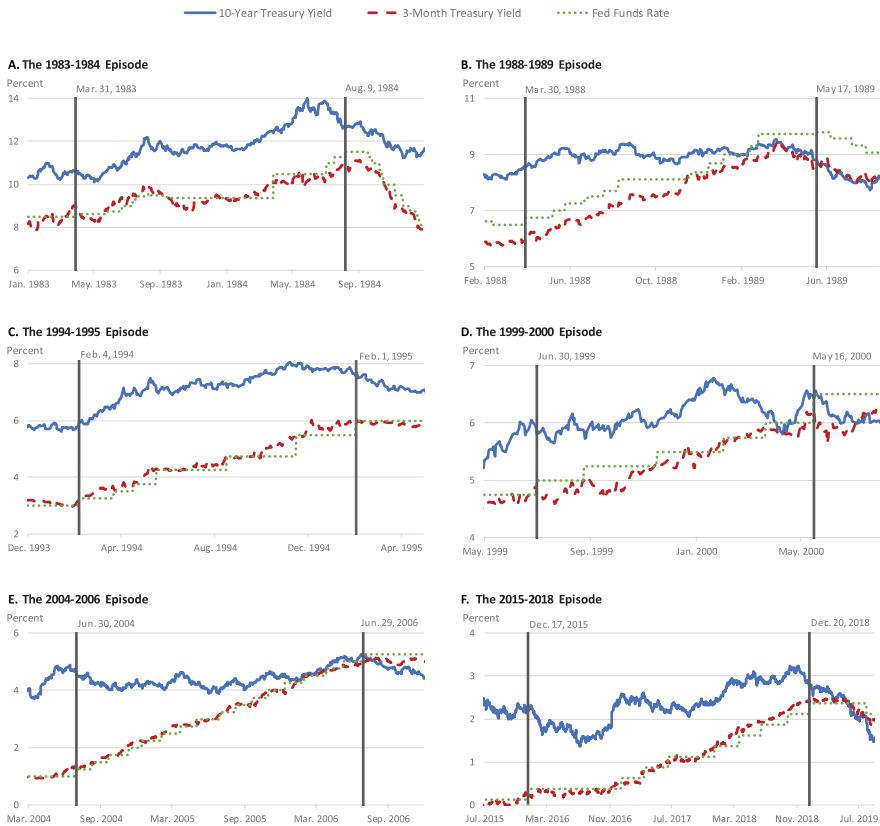 10-Year Treasury Yield 3-Month Treasury Yield Fed Funds Rate
A. The 1983-1984 Episode
Percent
Mar. 31, 1983
Aug. 9, 1984
14
12
10
8
6
Jan. 1983 May. 1983 Sep. 1983 Jan. 1984 May. 1984 Sep. 1984
B. The 1988-1989 Episode
Percent
Mar. 30, 1988
May 17, 1989
11
9
7
5
Feb. 1988 Jun. 1988 Oct. 1988 Feb. 1989 Jun. 1989
C. The 1994-1995 Episode
Percent
Feb. 4, 1994
Feb. 1, 1995
8
6
4
2
Dec. 1993 Apr. 1994 Aug. 1994 Dec. 1994 Apr. 1995
D. The 1999-2000 Episode
Percent
Jun. 30, 1999
May 16, 2000
7
6
5
4
May. 1999 Sep. 1999 Jan. 2000 May. 2000
E. The 2004-2006 Episode
Percent
Jun. 30, 2004
Jun. 29, 2006
6
4
2
0
Mar. 2004 Sep. 2004 Mar. 2005 Sep. 2005 Mar. 2006 Sep. 2006
F. The 2015-2018 Episode
Percent
Dec. 17, 2015
Dec. 20, 2018
4
3
2
1
0
Jul. 2015 Mar. 2016 Nov. 2016 Jul. 2017 Mar. 2018 Nov. 2018 Jul. 2019